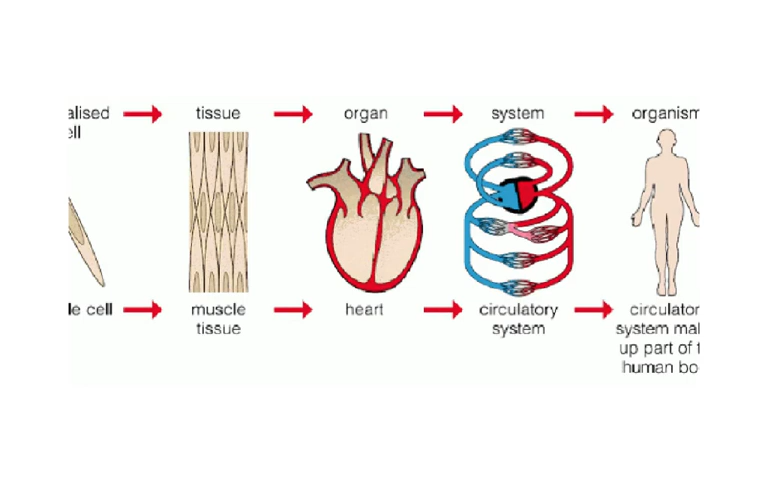 alised → tissue → organ → system → organism
ell
le cell → muscle → heart → circulatory → circulator
tissue system system mal
up part of t
human bo